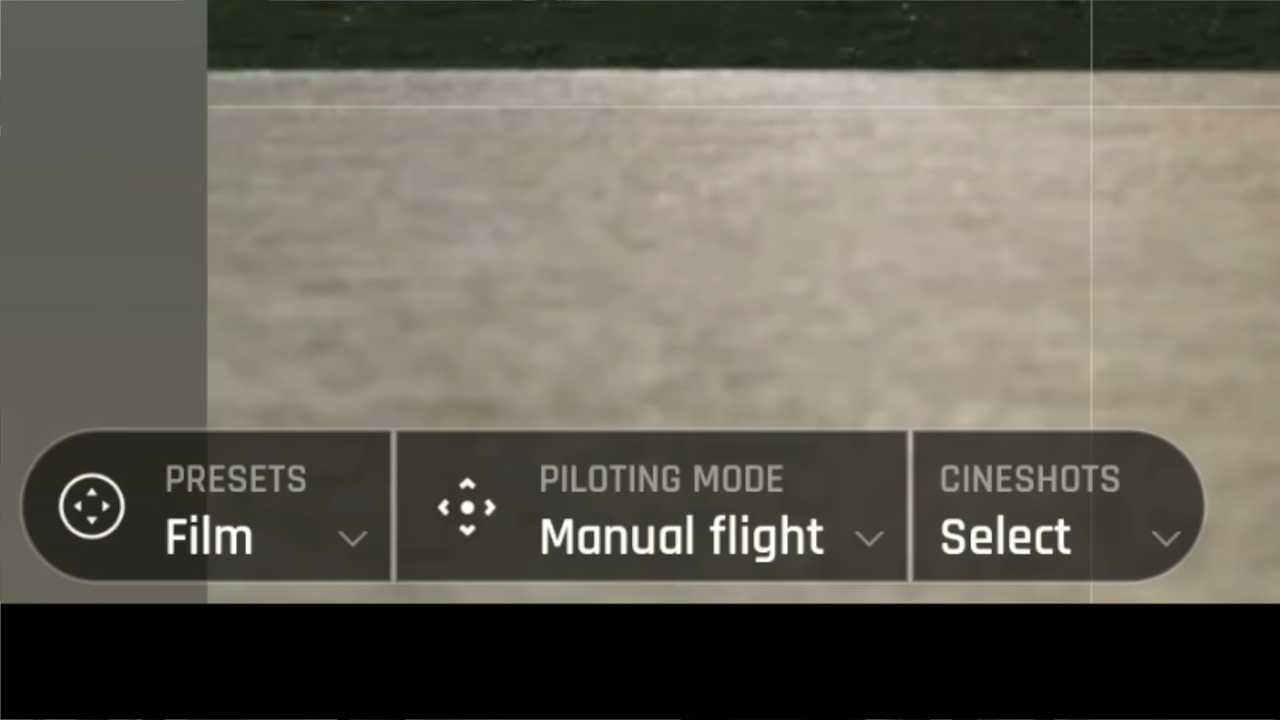 PRESETS
Film
PILOTING MODE
Manual flight
CINESHOTS
Select